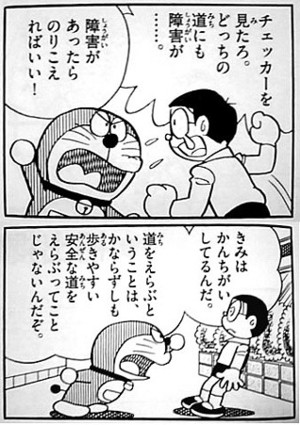 チェッカーを
見たろ。
どっちの
道にも
障害が
……。
障害が
あったら
のりこえ
ればいい！
きみは
かんちがい
してるんだ。
道をえらぶと
いうことは、
かならずしも
歩きやすい
安全な道を
えらぶってこと
じゃないんだぞ。